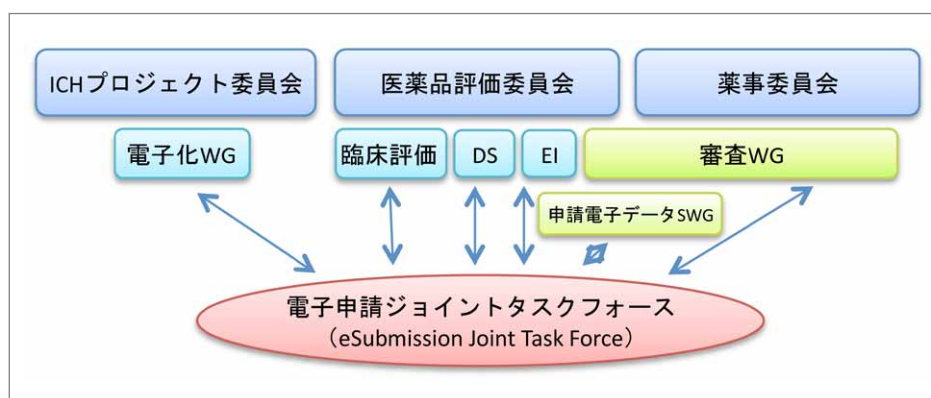 ICHプロジェクト委員会
医薬品評価委員会
薬事委員会
電子化WG
臨床評価
DS
EI
審査WG
申請電子データSWG
電子申請ジョイントタスクフォース
（eSubmission Joint Task Force）